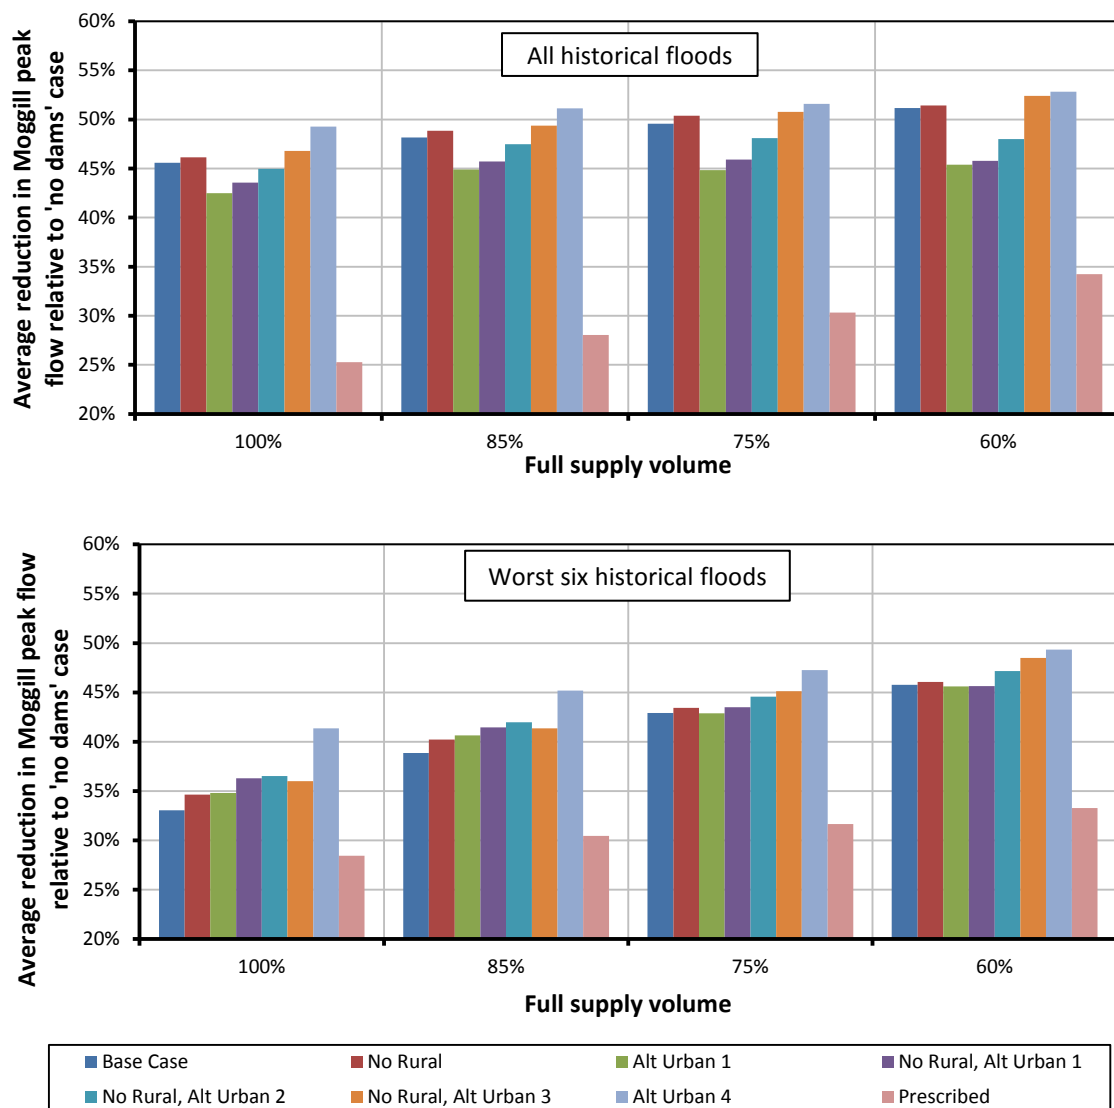 Average reduction in Moggill peak
flow relative to 'no dams' case
60%
55%
50%
45%
40%
35%
30%
25%
20%
All historical floods
100%
85%
75%
60%
Full supply volume
Average reduction in Moggill peak flow
relative to 'no dams' case
60%
55%
50%
45%
40%
35%
30%
25%
20%
Worst six historical floods
100%
85%
75%
60%
Full supply volume
Base Case
No Rural
Alt Urban 1
No Rural, Alt Urban 1
No Rural, Alt Urban 2
No Rural, Alt Urban 3
Alt Urban 4
Prescribed